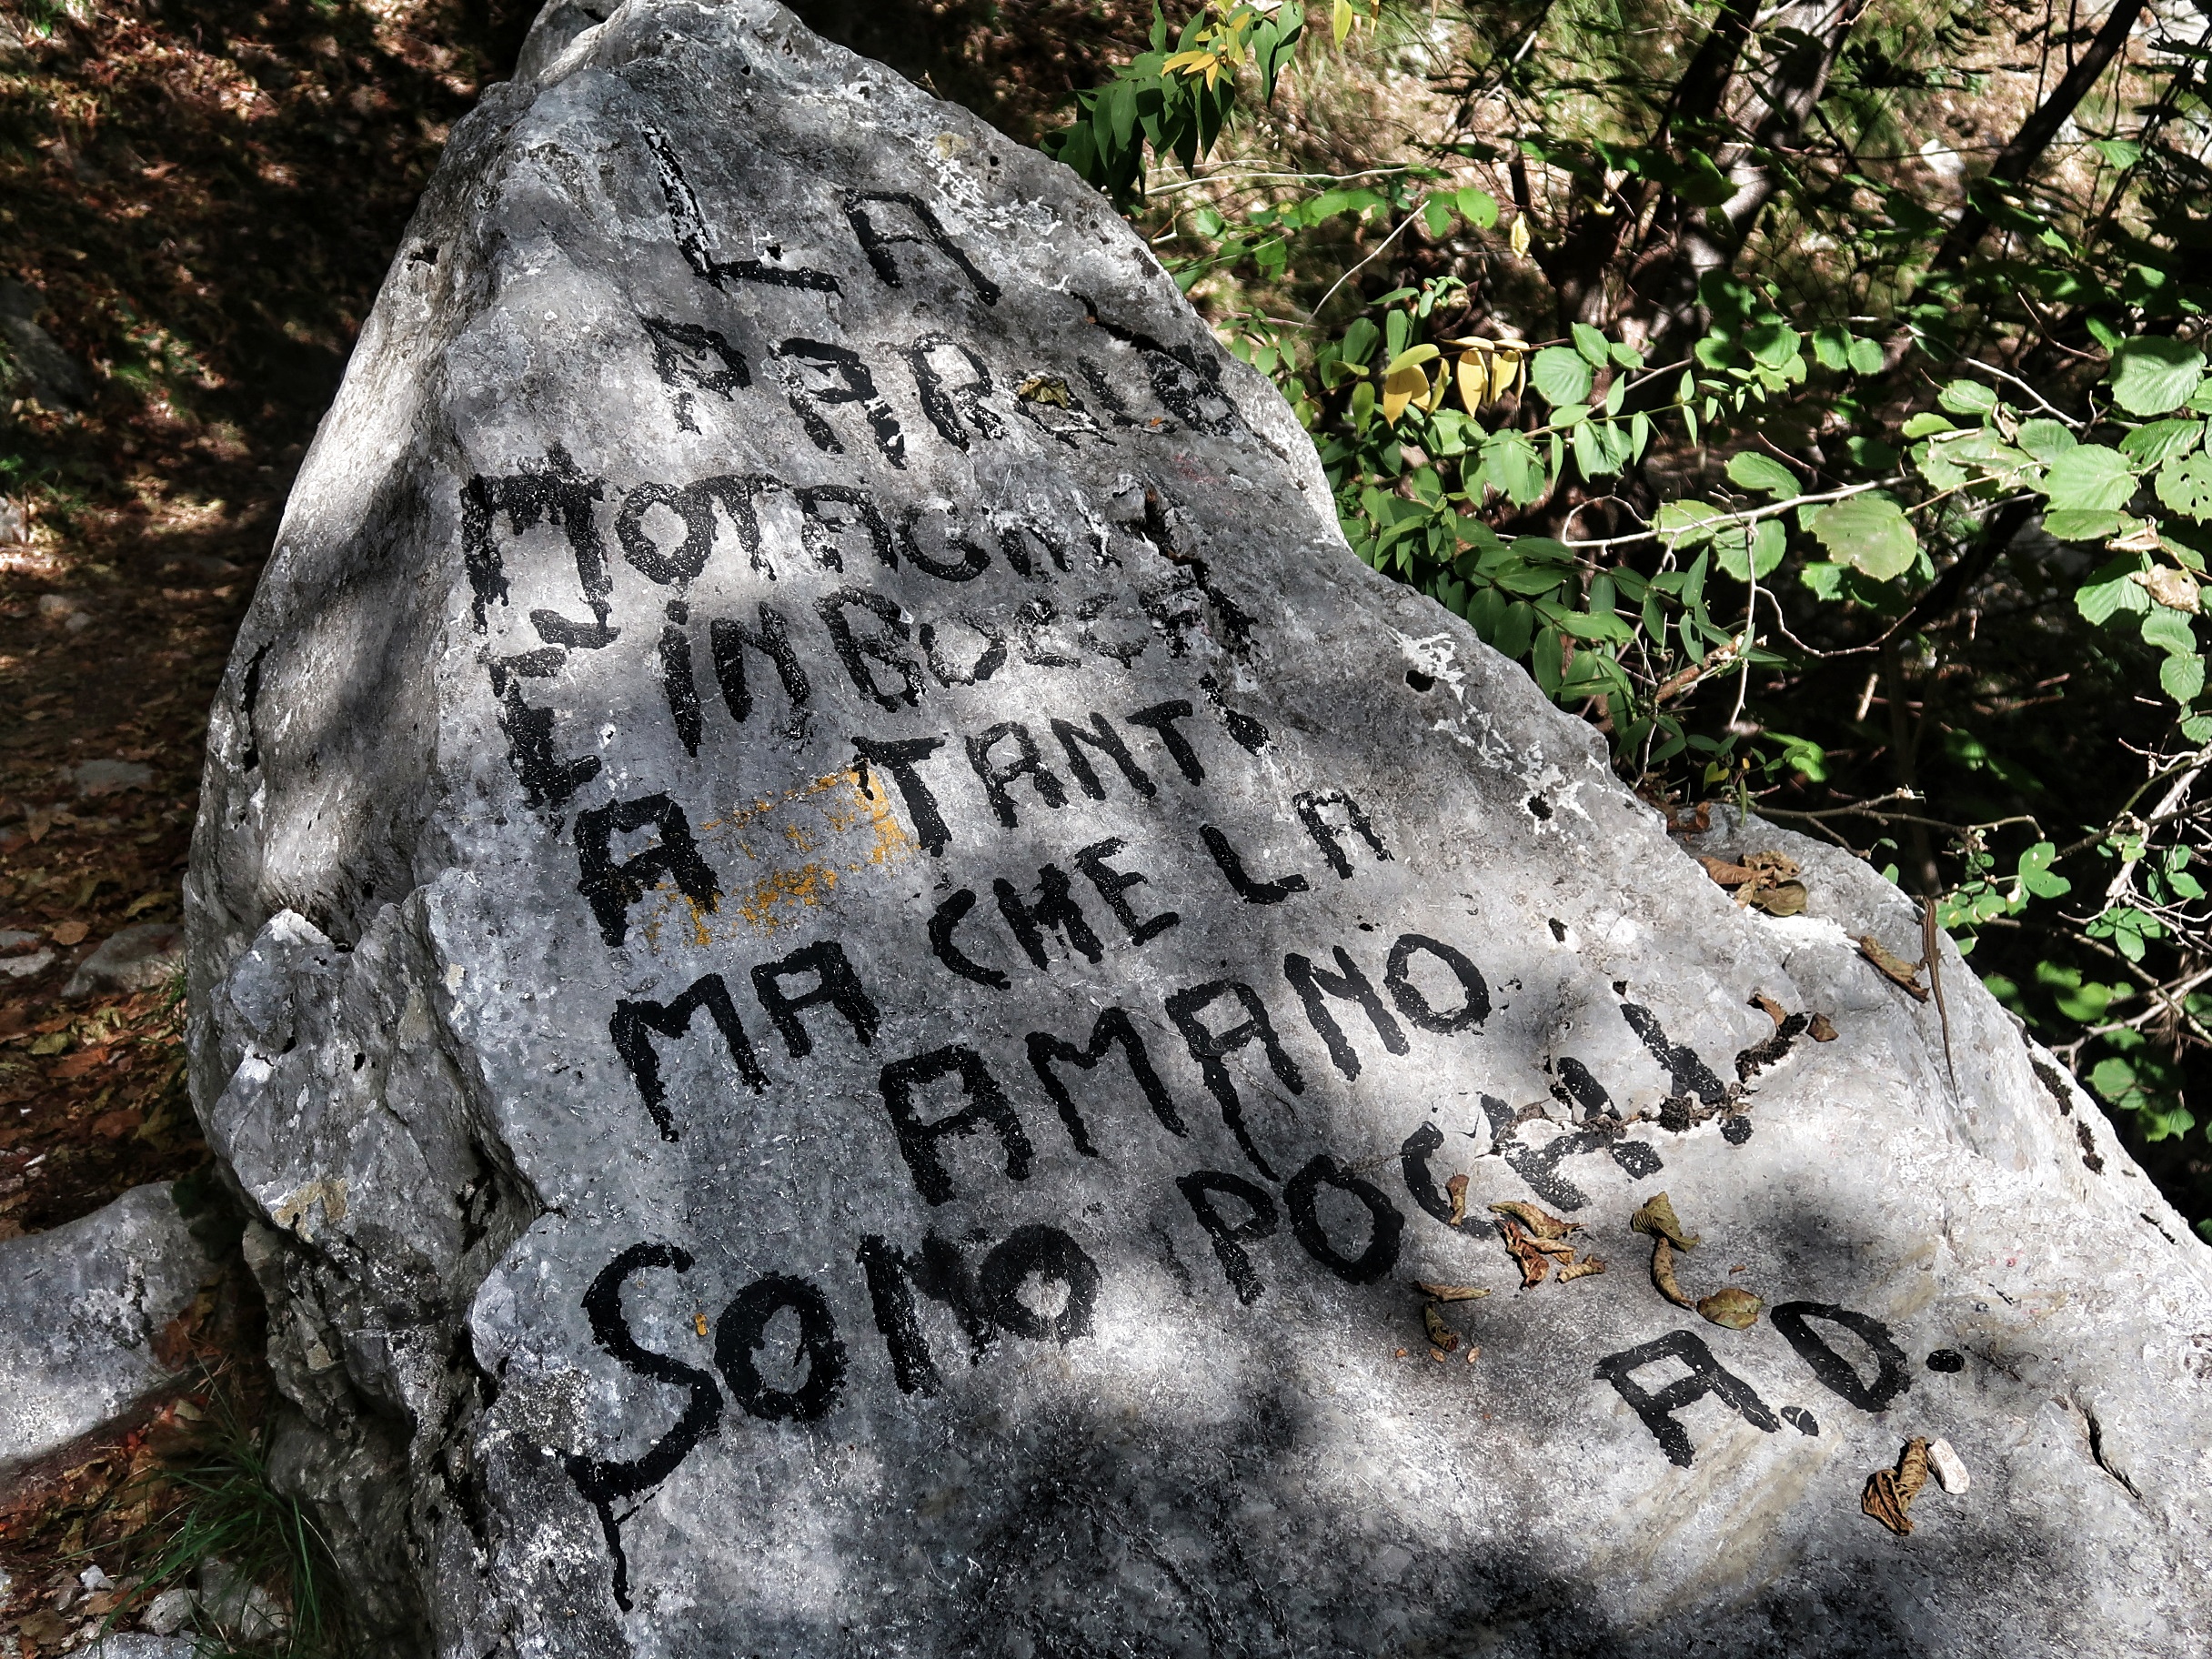 LA
PAROLA
MOTAGNA
E iN BOCCA
A TANTi
MA CHE LA
AMANO
SONO POCHI!
A.D.